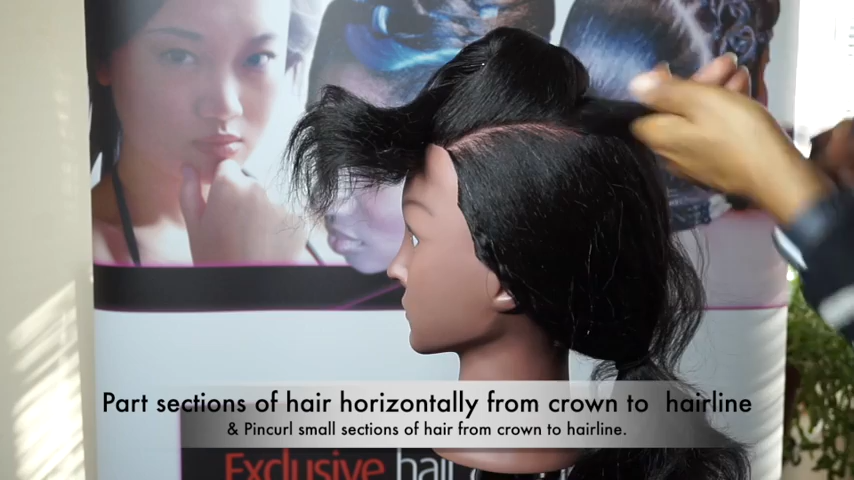 Part sections of hair horizontally from crown to hairline
& Pincurl small sections of hair from crown to hairline.
Exclusive hair